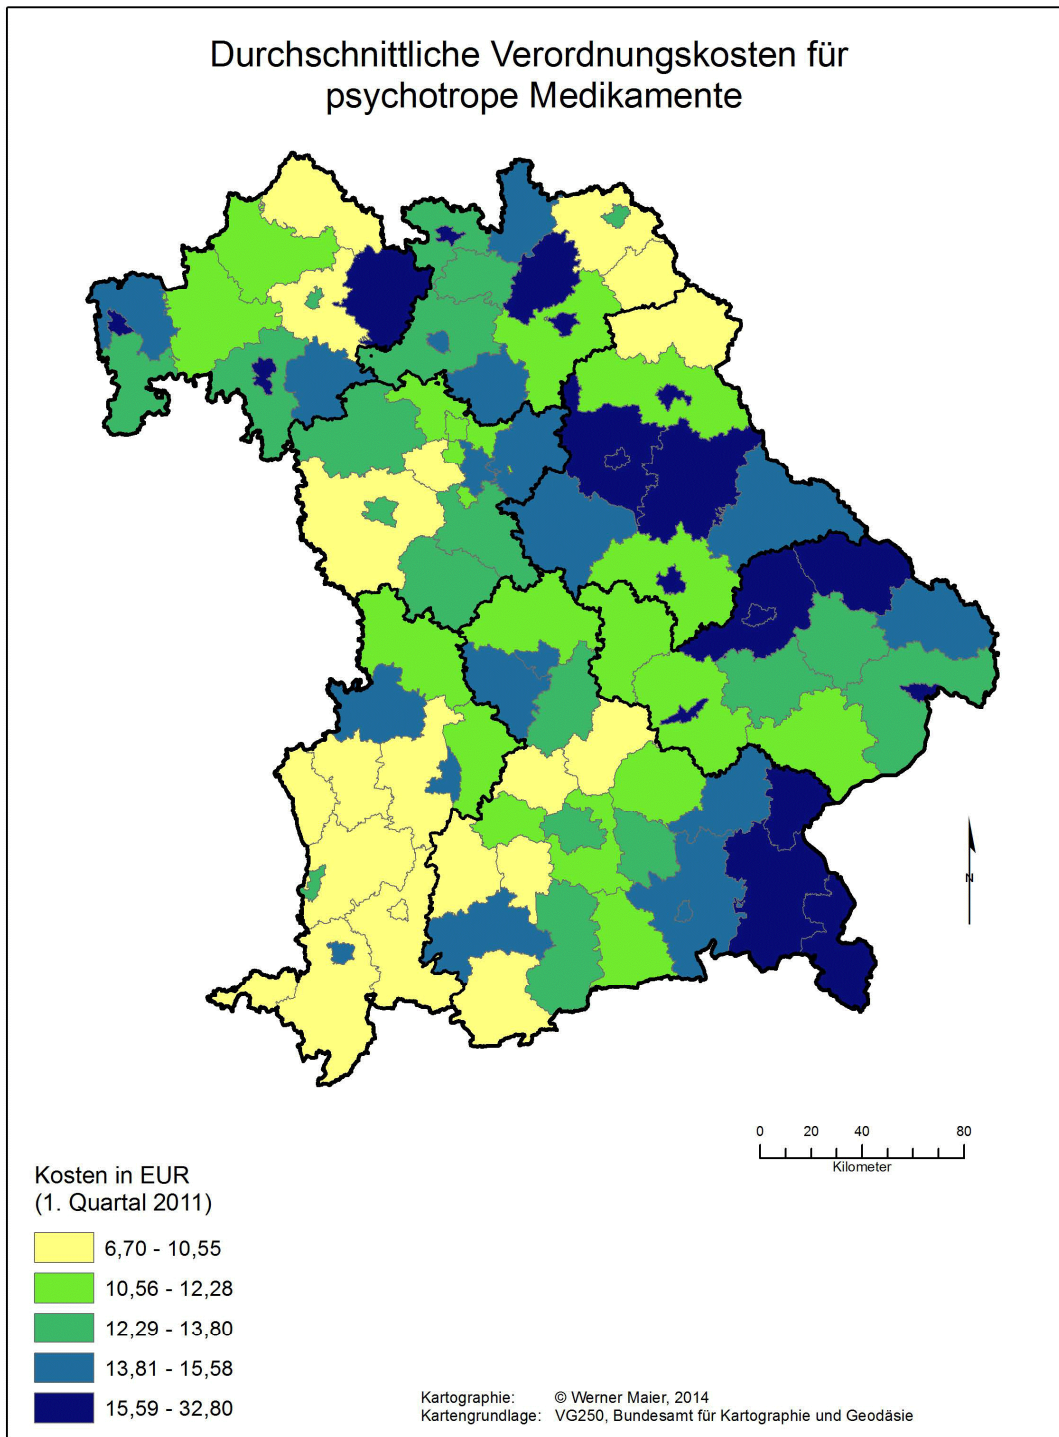 Durchschnittliche Verordnungskosten für
psychotrope Medikamente
N
0 20 40 80
Kilometer
Kosten in EUR
(1. Quartal 2011)
6,70 - 10,55
10,56 - 12,28
12,29 - 13,80
13,81 - 15,58
15,59 - 32,80
Kartographie: © Werner Maier, 2014
Kartengrundlage: VG250, Bundesamt für Kartographie und Geodäsie